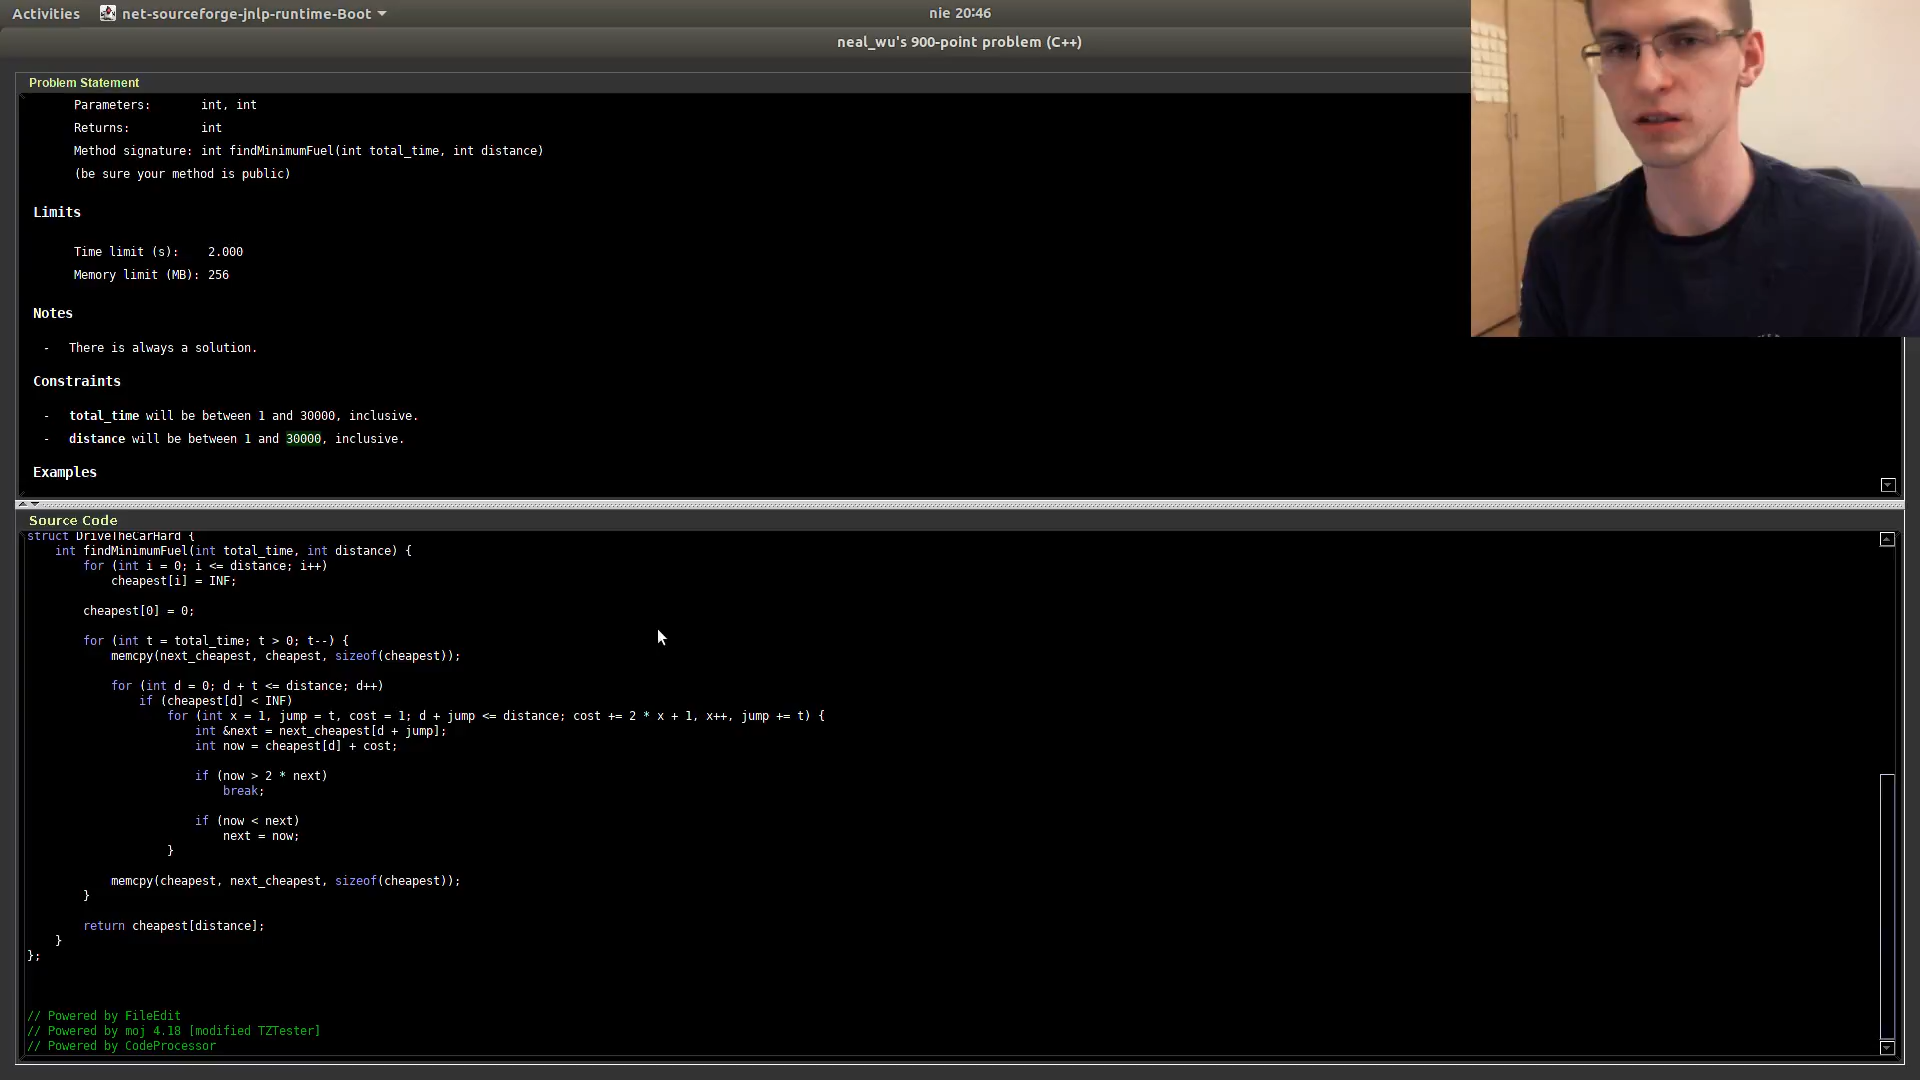 Activities net-sourceforge-jnlp-runtime-Boot nie 20:46
neal_wu's 900-point problem (C++)
Problem Statement
Parameters: int, int
Returns: int
Method signature: int findMinimumFuel(int total_time, int distance)
(be sure your method is public)
Limits
Time limit (s): 2.000
Memory limit (MB): 256
Notes
- There is always a solution.
Constraints
- total_time will be between 1 and 30000, inclusive.
- distance will be between 1 and 30000, inclusive.
Examples
Source Code
struct DriveTheCarHard {
int findMinimumFuel(int total_time, int distance) {
for (int i = 0; i <= distance; i++)
cheapest[i] = INF;
cheapest[0] = 0;
for (int t = total_time; t > 0; t--) {
memcpy(next_cheapest, cheapest, sizeof(cheapest));
for (int d = 0; d + t <= distance; d++)
if (cheapest[d] < INF)
for (int x = 1, jump = t, cost = 1; d + jump <= distance; cost += 2 * x + 1, x++, jump += t) {
int &next = next_cheapest[d + jump];
int now = cheapest[d] + cost;
if (now > 2 * next)
break;
if (now < next)
next = now;
}
memcpy(cheapest, next_cheapest, sizeof(cheapest));
}
return cheapest[distance];
}
};
// Powered by FileEdit
// Powered by moj 4.18 [modified TZTester]
// Powered by CodeProcessor